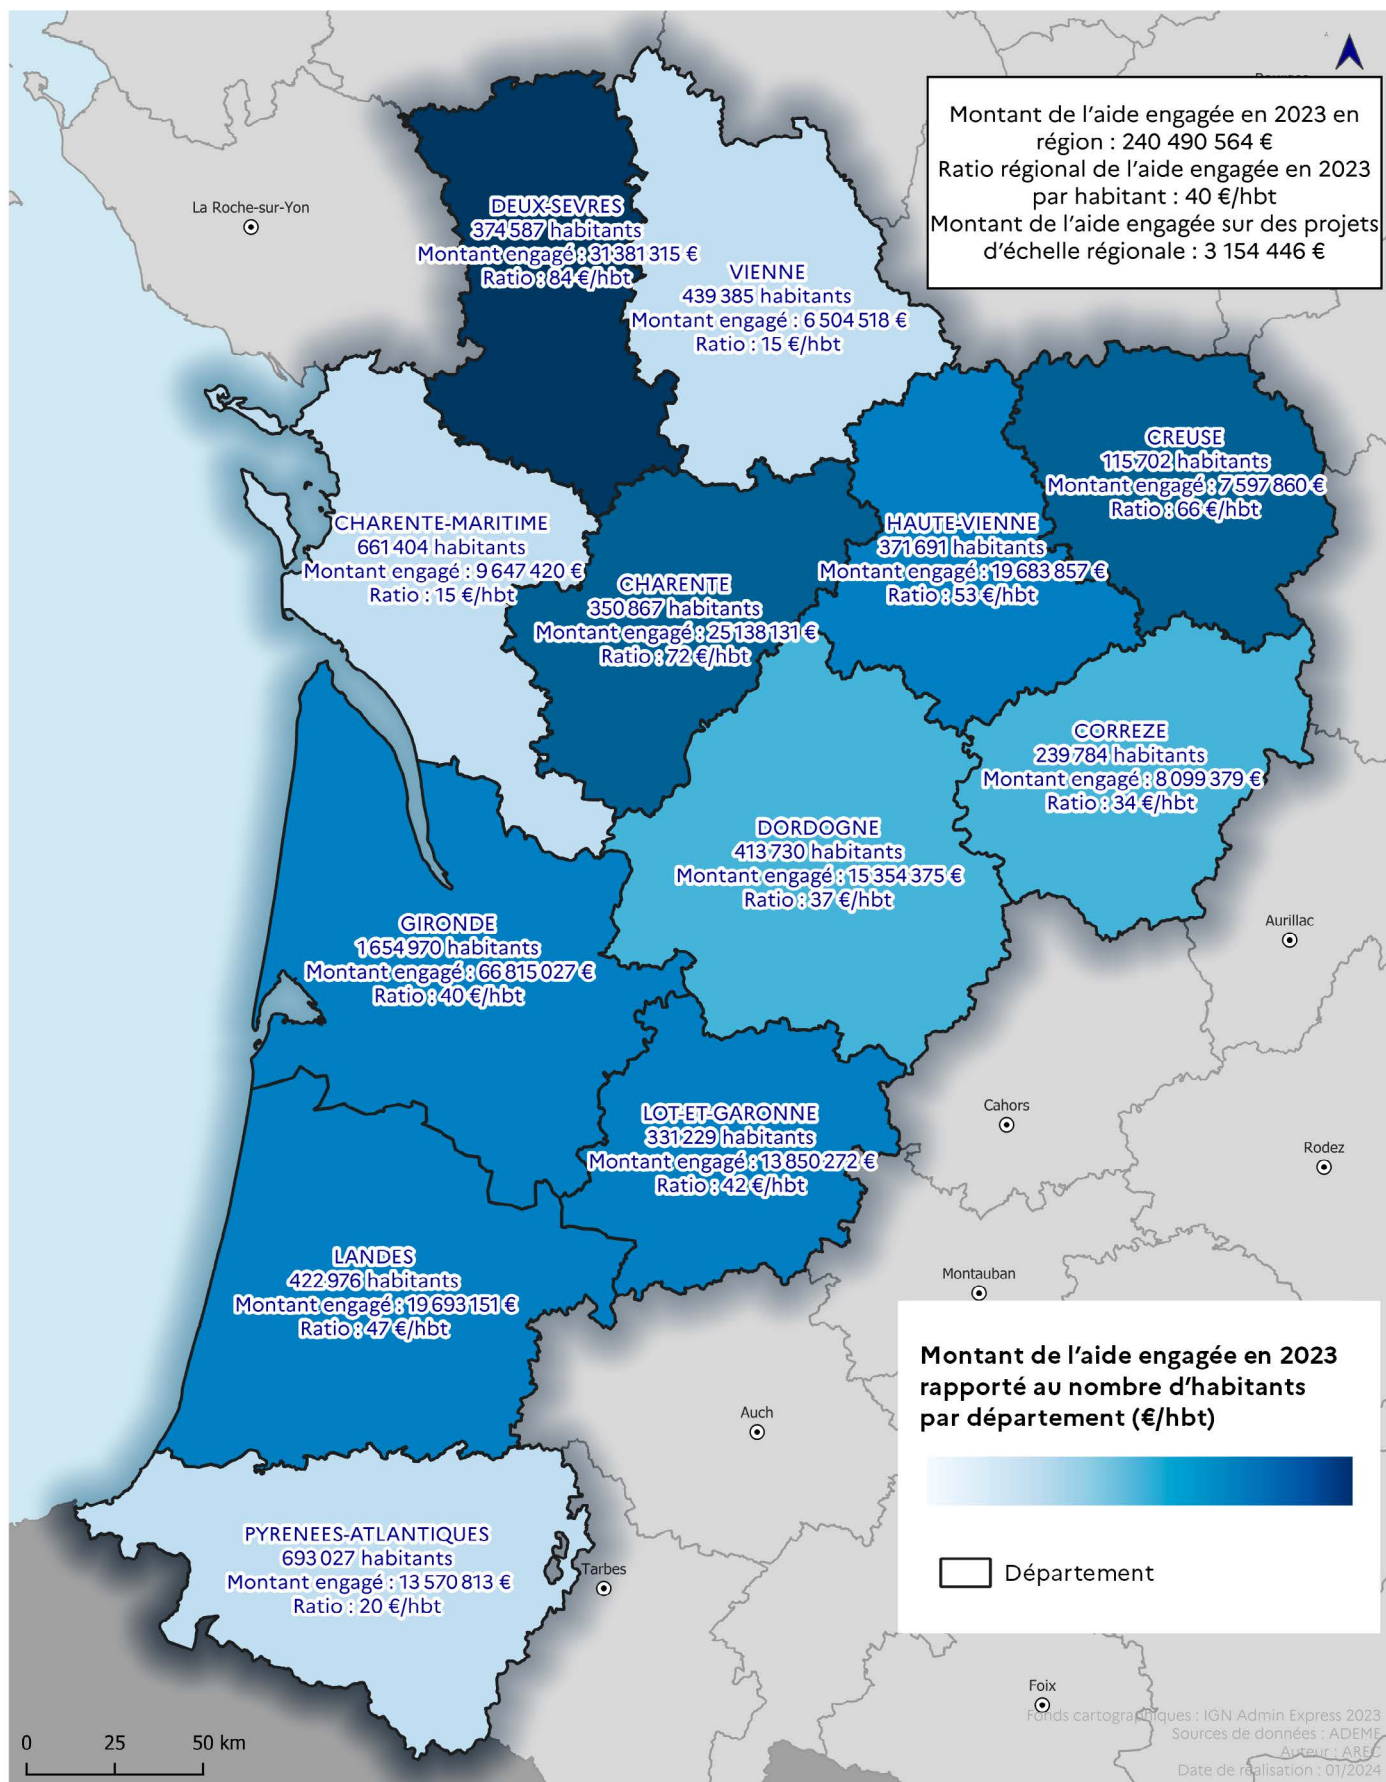 Montant de l'aide engagée en 2023 en
région : 240 490 564 €
Ratio régional de l'aide engagée en 2023
par habitant : 40 €/hbt
Montant de l'aide engagée sur des projets
d'échelle régionale : 3 154 446 €
La Roche-sur-Yon
DEUX-SEVRES
374 587 habitants
Montant engagé : 31 381 315 €
Ratio : 84 €/hbt
VIENNE
439 385 habitants
Montant engagé : 6 504 518 €
Ratio : 15 €/hbt
CREUSE
115 702 habitants
Montant engagé : 7 597 860 €
Ratio : 66 €/hbt
CHARENTE-MARITIME
661 404 habitants
Montant engagé : 9 647 420 €
Ratio : 15 €/hbt
HAUTE-VIENNE
371 691 habitants
Montant engagé : 19 683 857 €
Ratio : 53 €/hbt
CHARENTE
350 867 habitants
Montant engagé : 25 138 131 €
Ratio : 72 €/hbt
CORREZE
239 784 habitants
Montant engagé : 8 099 379 €
Ratio : 34 €/hbt
DORDOGNE
413 730 habitants
Montant engagé : 15 354 375 €
Ratio : 37 €/hbt
GIRONDE
1 654 970 habitants
Montant engagé : 66 815 027 €
Ratio : 40 €/hbt
Aurillac
Cahors
Rodez
LOT-ET-GARONNE
331 229 habitants
Montant engagé : 13 850 272 €
Ratio : 42 €/hbt
LANDES
422 976 habitants
Montant engagé : 19 693 151 €
Ratio : 47 €/hbt
Montauban
Auch
Montant de l'aide engagée en 2023
rapporté au nombre d'habitants
par département (€/hbt)
Département
PYRENEES-ATLANTIQUES
693 027 habitants
Montant engagé : 13 570 813 €
Ratio : 20 €/hbt
Tarbes
Foix
0 25 50 km
Fonds cartographiques : IGN Admin Express 2023
Sources de données : ADEME
Auteur : AREC
Date de réalisation : 01/2024